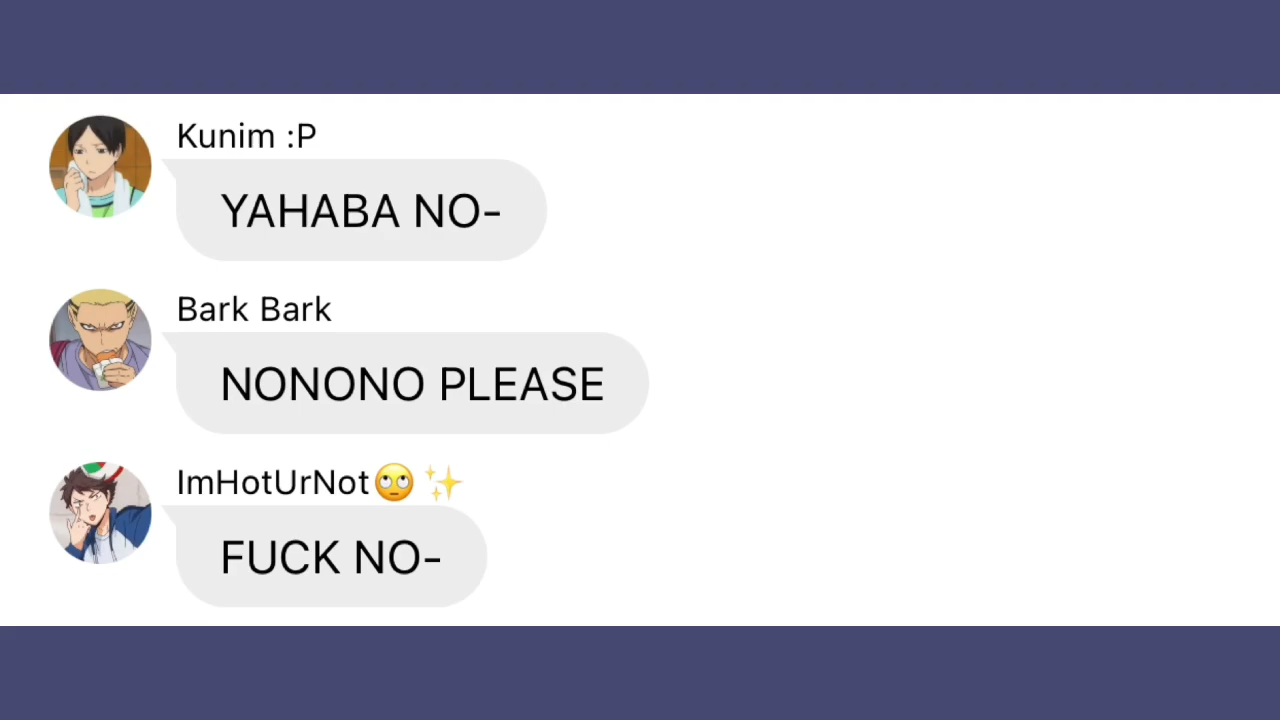 Kunim :P
YAHABA NO-
Bark Bark
NONONO PLEASE
ImHotUrNot🙄✨
FUCK NO-